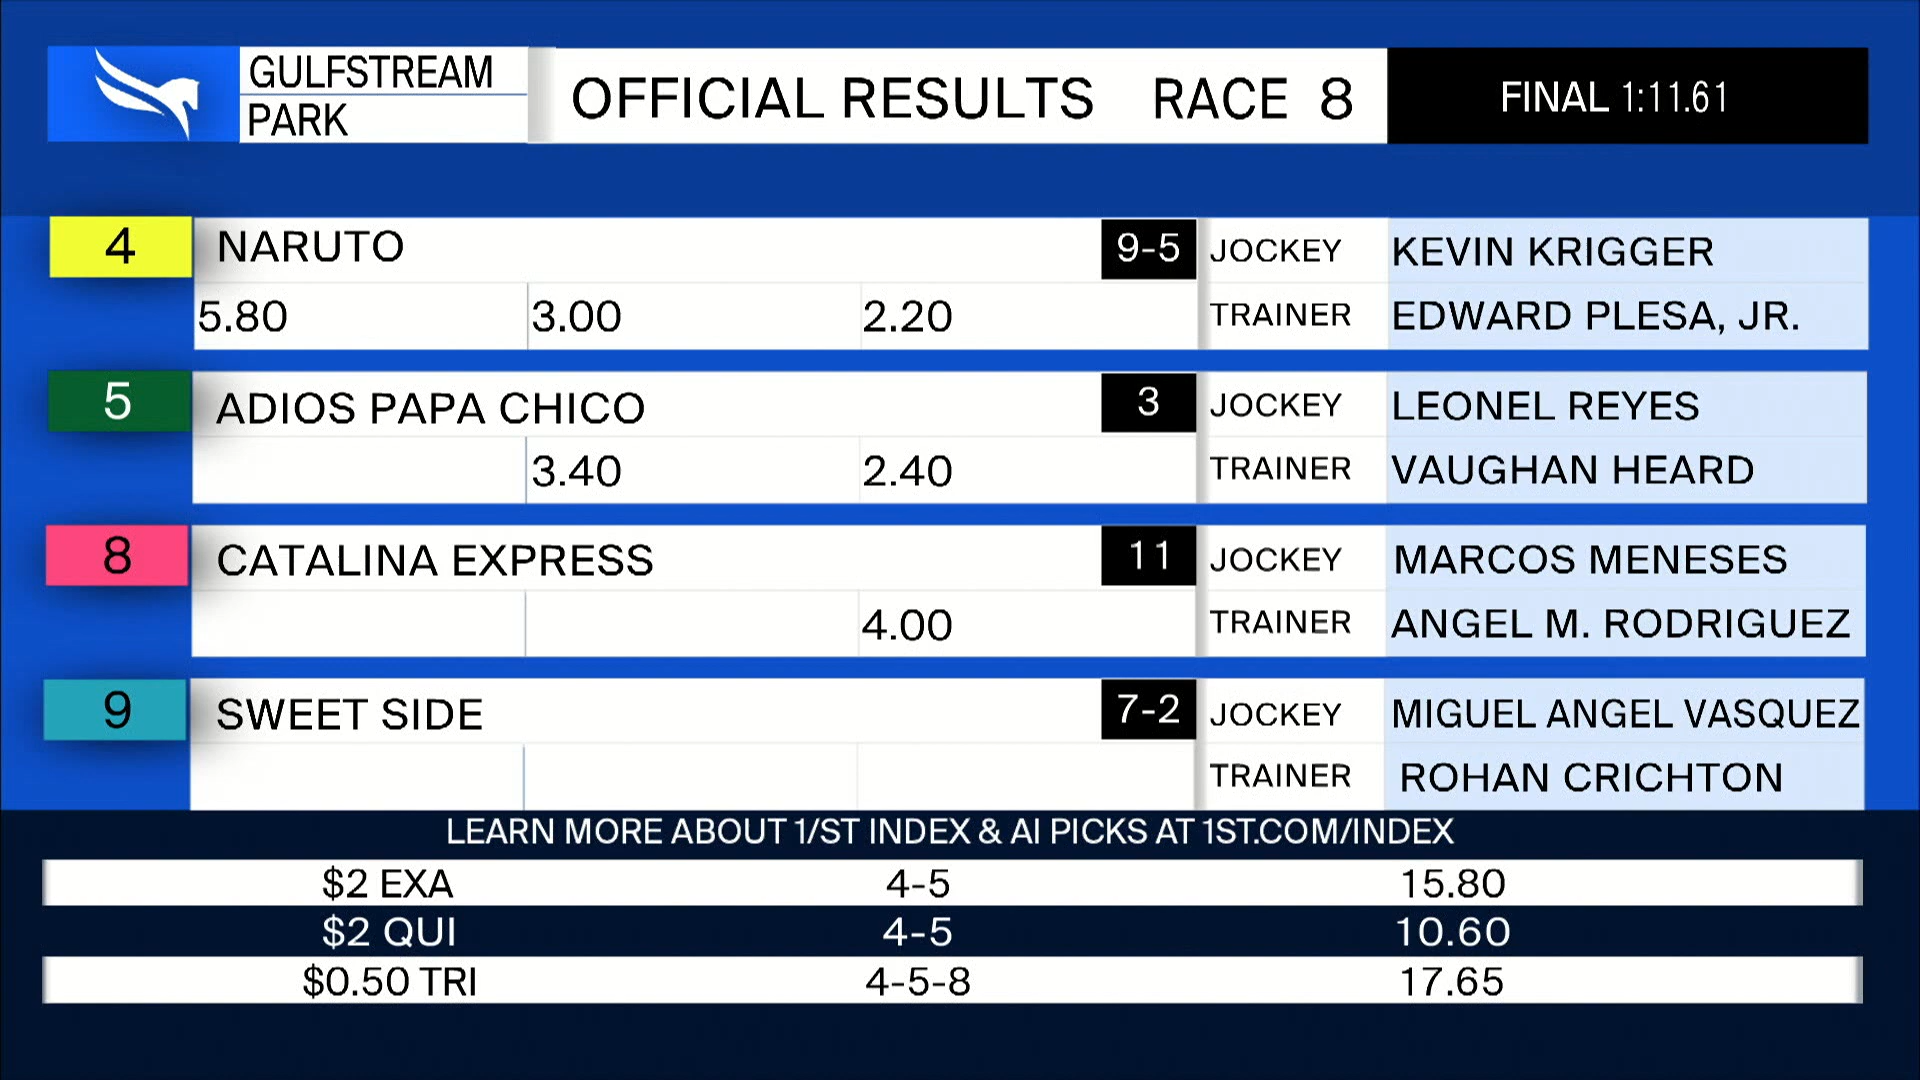 GULFSTREAM
PARK
OFFICIAL RESULTS RACE 8
FINAL 1:11.61
4 NARUTO 9-5 JOCKEY KEVIN KRIGGER
5.80 3.00 2.20 TRAINER EDWARD PLESA, JR.
5 ADIOS PAPA CHICO 3 JOCKEY LEONEL REYES
3.40 2.40 TRAINER VAUGHAN HEARD
8 CATALINA EXPRESS 11 JOCKEY MARCOS MENESES
4.00 TRAINER ANGEL M. RODRIGUEZ
9 SWEET SIDE 7-2 JOCKEY MIGUEL ANGEL VASQUEZ
TRAINER ROHAN CRICHTON
LEARN MORE ABOUT 1/ST INDEX & AI PICKS AT 1ST.COM/INDEX
$2 EXA 4-5 15.80
$2 QUI 4-5 10.60
$0.50 TRI 4-5-8 17.65